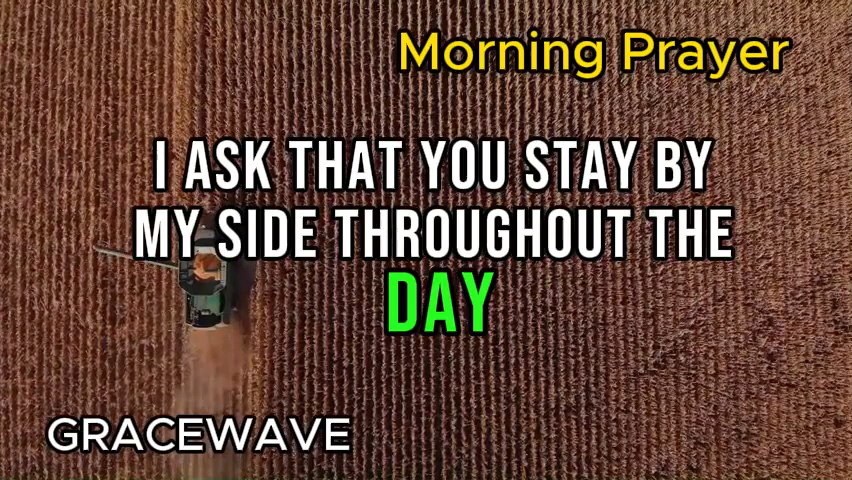 Morning Prayer
I ASK THAT YOU STAY BY
MY SIDE THROUGHOUT THE
DAY
GRACEWAVE